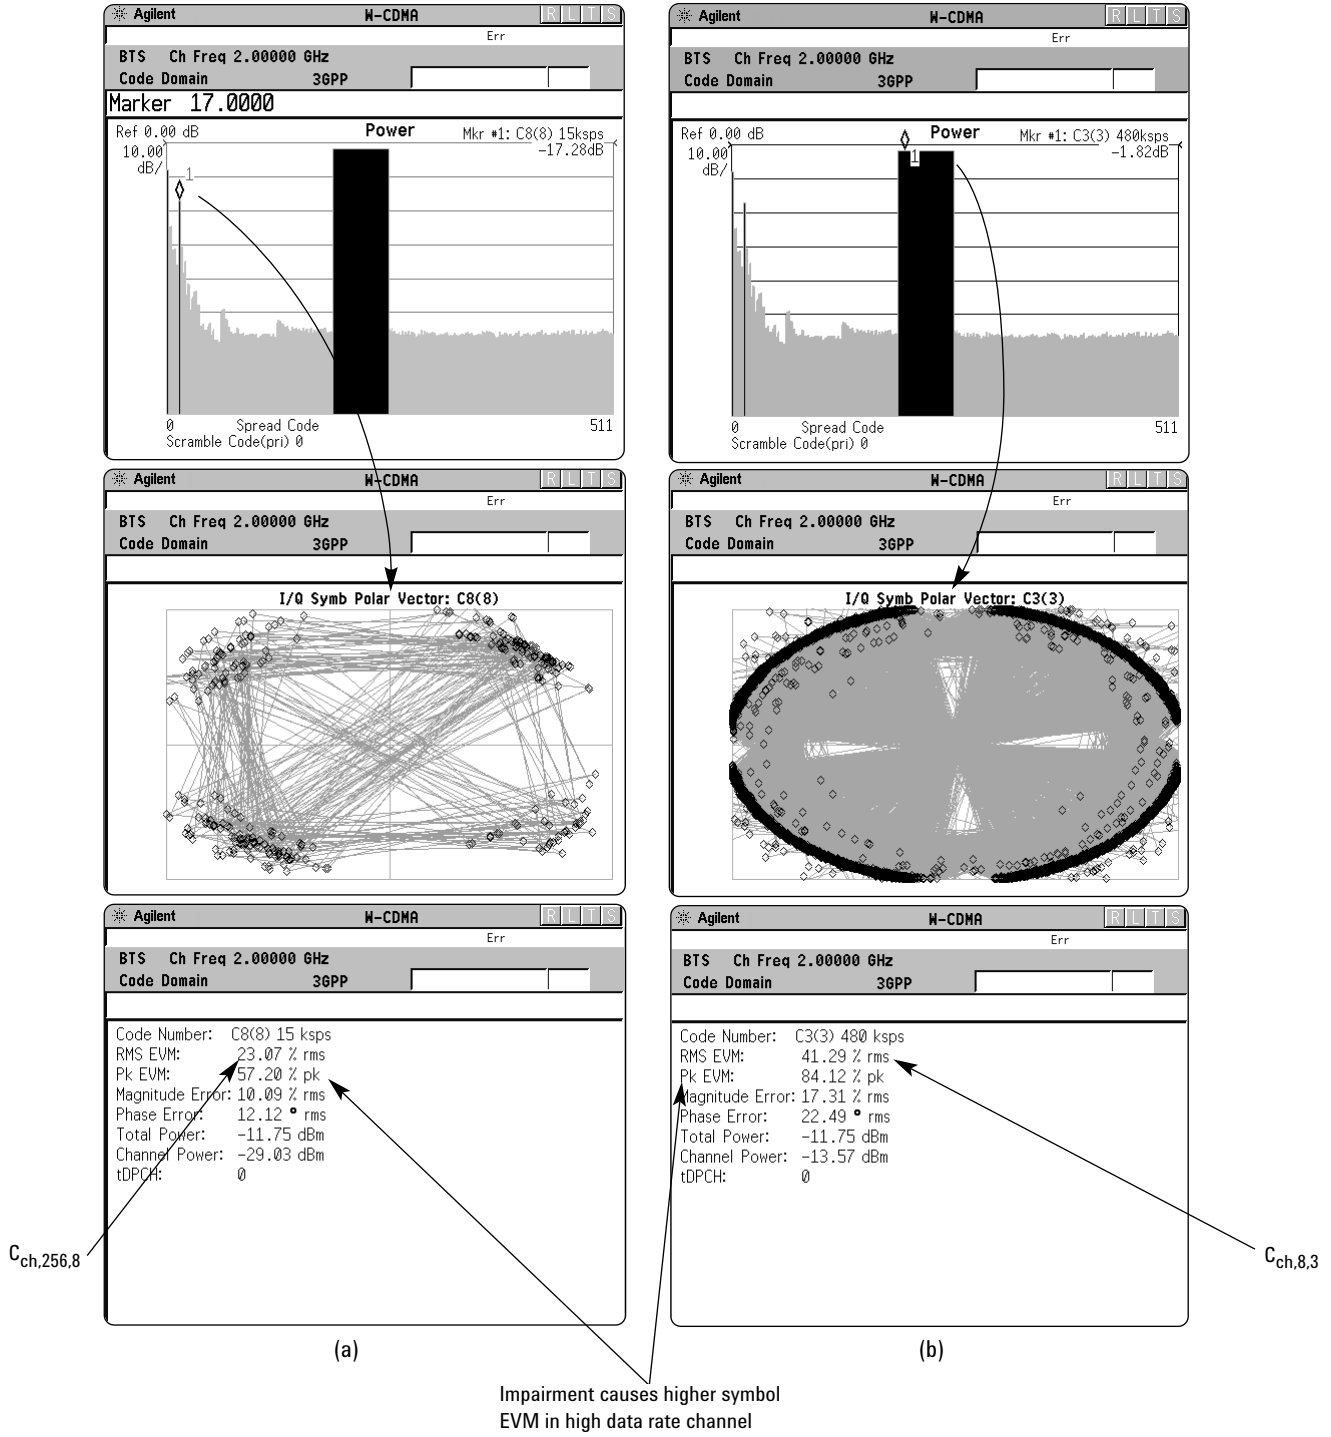 Agilent W-CDMA R L T S
Err
BTS Ch Freq 2.00000 GHz
Code Domain 3GPP
Marker 17.0000
Ref 0.00 dB Power Mkr #1: C8(8) 15ksps
10.00 -17.28dB
dB/
1
0 Spread Code 511
Scramble Code(pri) 0
Agilent W-CDMA R L T S
Err
BTS Ch Freq 2.00000 GHz
Code Domain 3GPP
Ref 0.00 dB Power Mkr #1: C3(3) 480ksps
10.00 -1.82dB
dB/
1
0 Spread Code 511
Scramble Code(pri) 0
Agilent W-CDMA R L T S
Err
BTS Ch Freq 2.00000 GHz
Code Domain 3GPP
I/Q Symb Polar Vector: C8(8)
Agilent W-CDMA R L T S
Err
BTS Ch Freq 2.00000 GHz
Code Domain 3GPP
I/Q Symb Polar Vector: C3(3)
Agilent W-CDMA R L T S
Err
BTS Ch Freq 2.00000 GHz
Code Domain 3GPP
Code Number: C8(8) 15 ksps
RMS EVM: 23.07 % rms
Pk EVM: 57.20 % pk
Magnitude Error: 10.09 % rms
Phase Error: 12.12 ° rms
Total Power: -11.75 dBm
Channel Power: -29.03 dBm
tDPCH: 0
Agilent W-CDMA R L T S
Err
BTS Ch Freq 2.00000 GHz
Code Domain 3GPP
Code Number: C3(3) 480 ksps
RMS EVM: 41.29 % rms
Pk EVM: 84.12 % pk
Magnitude Error: 17.31 % rms
Phase Error: 22.49 ° rms
Total Power: -11.75 dBm
Channel Power: -13.57 dBm
tDPCH: 0
Cch,256,8
Cch,8,3
(a)
(b)
Impairment causes higher symbol
EVM in high data rate channel